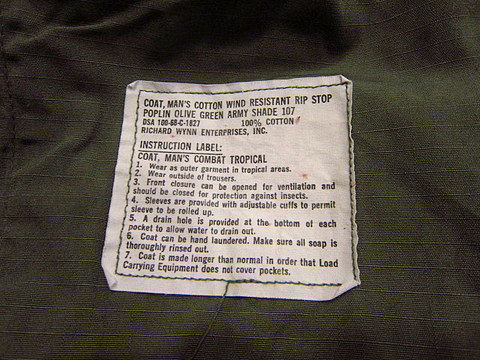 COAT, MAN'S COTTON WIND RESISTANT RIP STOP
POPLIN OLIVE GREEN ARMY SHADE 107
DSA 100-68-C-1827 100% COTTON
RICHARD WYNN ENTERPRISES, INC.
INSTRUCTION LABEL:
COAT, MAN'S COMBAT TROPICAL
1. Wear as outer garment in tropical areas.
2. Wear outside of trousers.
3. Front closure can be opened for ventilation and
should be closed for protection against insects.
4. Sleeves are provided with adjustable cuffs to permit
sleeve to be rolled up.
5. A drain hole is provided at the bottom of each
pocket to allow water to drain out.
6. Coat can be hand laundered. Make sure all soap is
thoroughly rinsed out.
7. Coat is made longer than normal in order that Load
Carrying Equipment does not cover pockets.